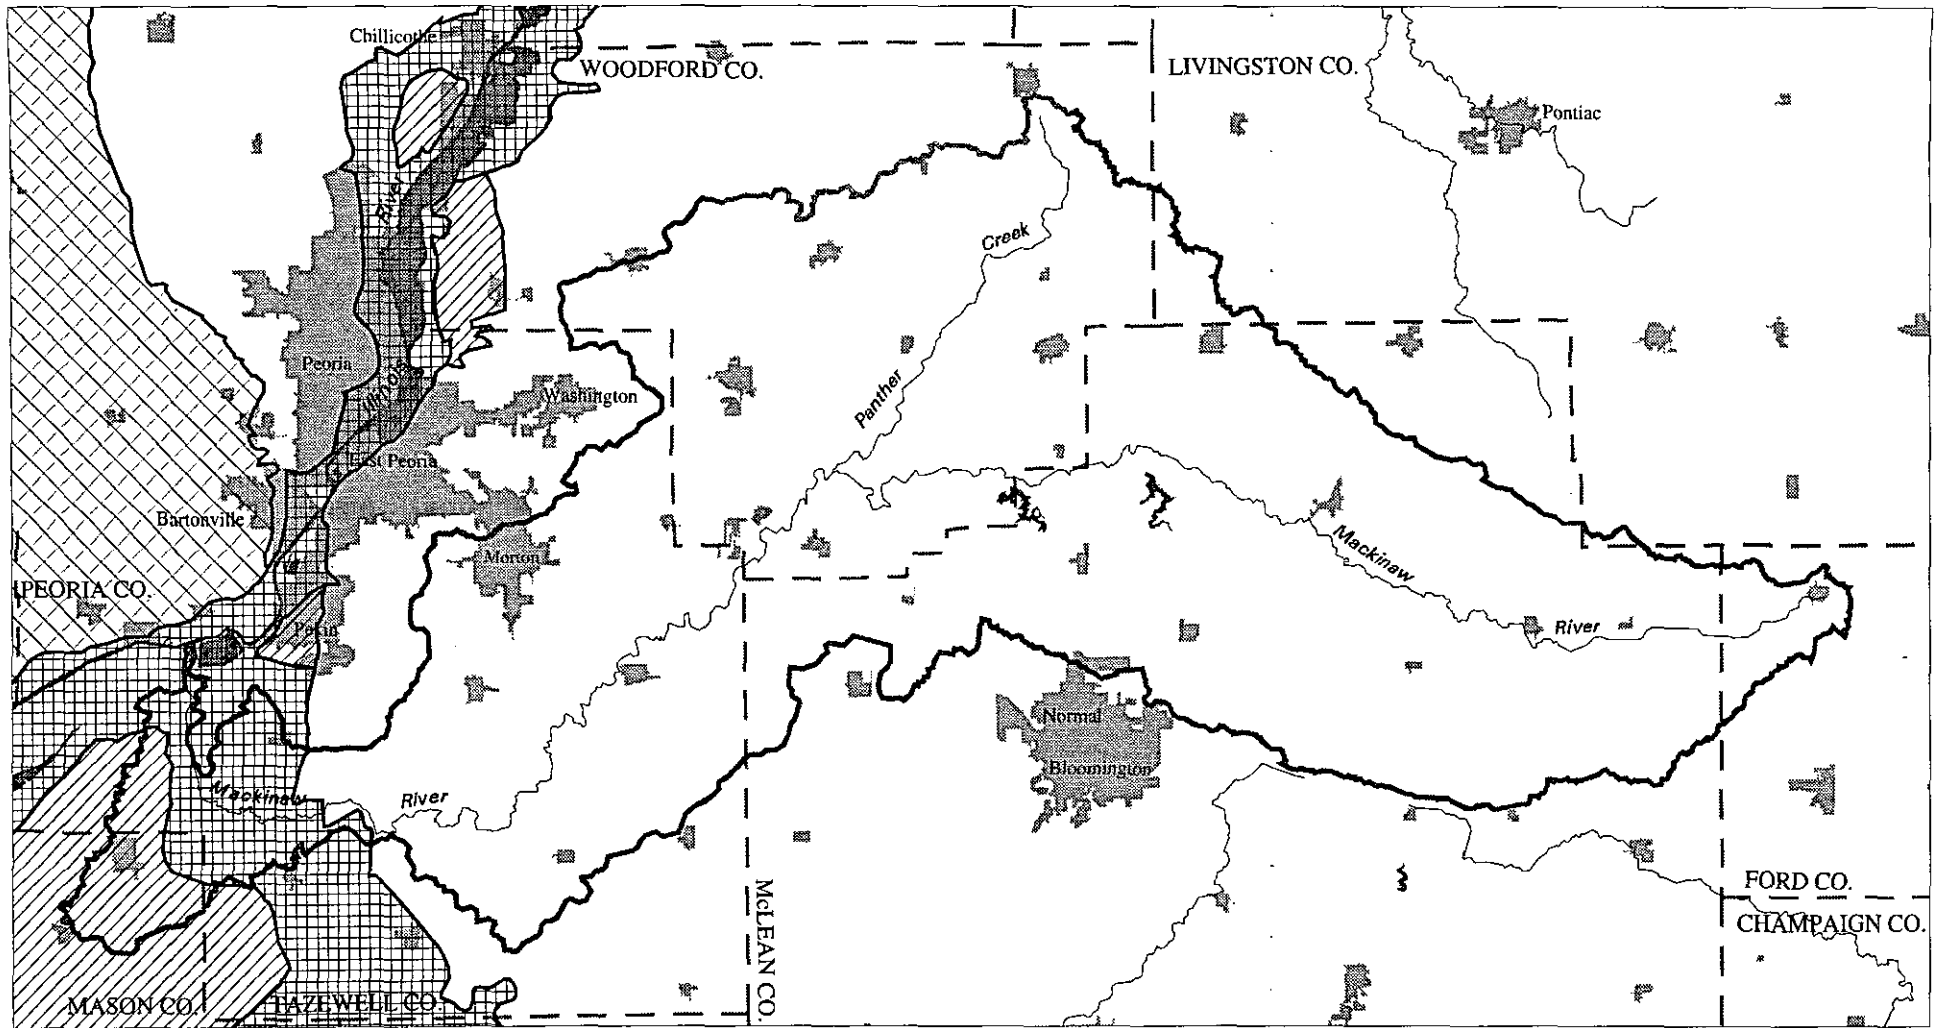 Chillicothe
WOODFORD CO.
LIVINGSTON CO.
Pontiac
River
Creek
Peoria
Illinois
Washington
Panther
East Peoria
Bartonville
Morton
Mackinaw
PEORIA CO.
Pekin
River
Normal
Bloomington
Mackinaw
River
McLEAN CO.
FORD CO.
CHAMPAIGN CO.
MASON CO.
TAZEWELL CO.